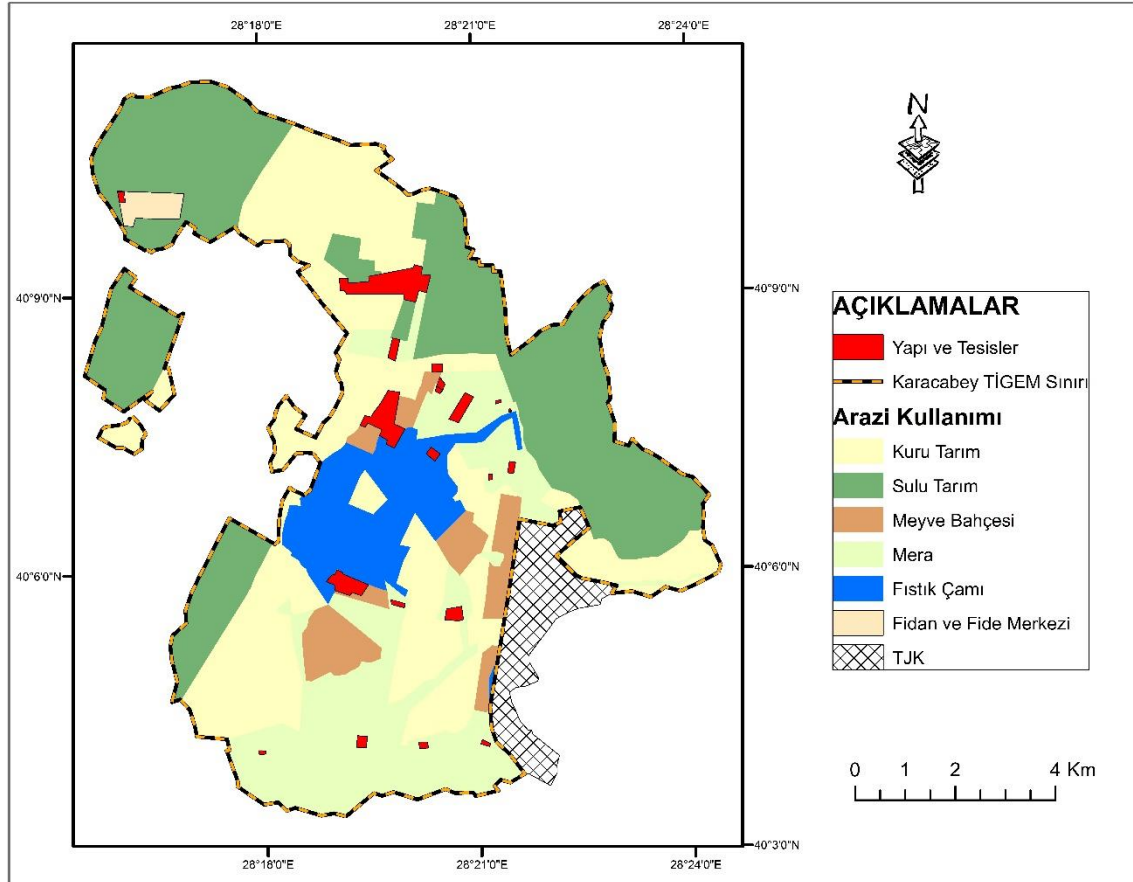 28°18'0"E 28°21'0"E 28°24'0"E
N
40°9'0"N 40°9'0"N
AÇIKLAMALAR
Yapı ve Tesisler
Karacabey TİGEM Sınırı
Arazi Kullanımı
Kuru Tarım
Sulu Tarım
Meyve Bahçesi
Mera
40°6'0"N 40°6'0"N
Fıstık Çamı
Fidan ve Fide Merkezi
TJK
0 1 2 4 Km
40°3'0"N
28°18'0"E 28°21'0"E 28°24'0"E